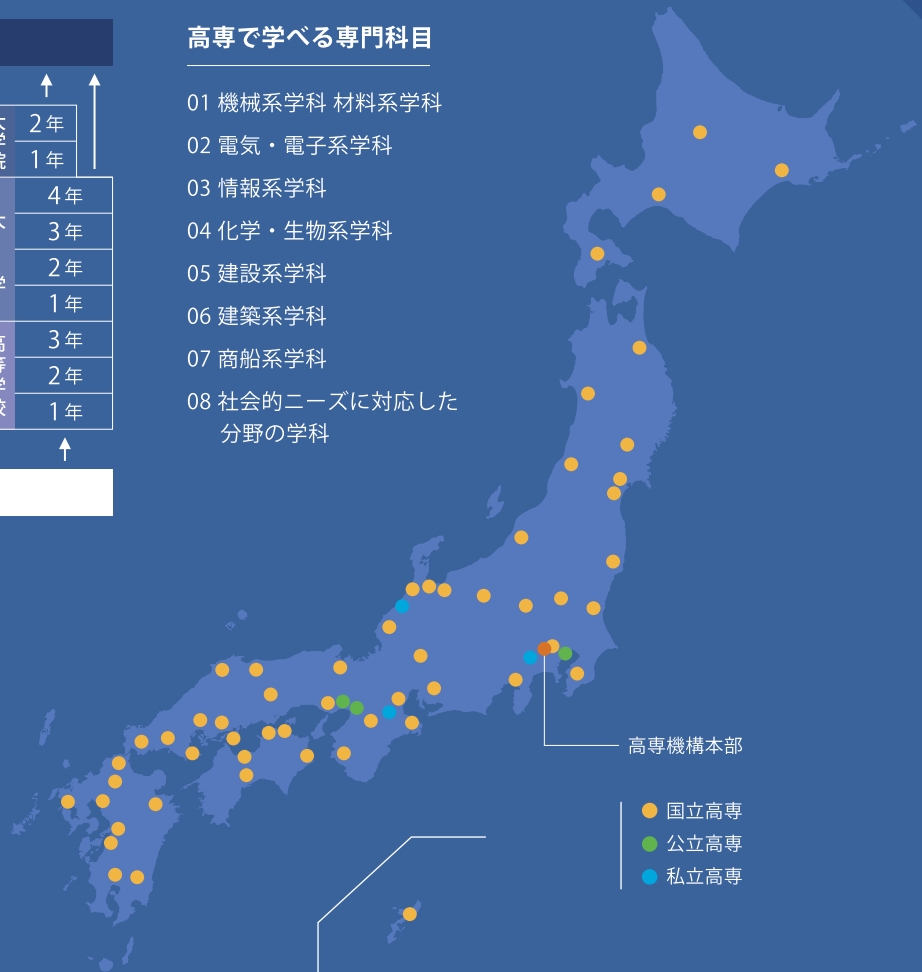 2年
1年
4年
3年
2年
1年
3年
2年
1年
高専で学べる専門科目
01 機械系学科 材料系学科
02 電気・電子系学科
03 情報系学科
04 化学・生物系学科
05 建設系学科
06 建築系学科
07 商船系学科
08 社会的ニーズに対応した
分野の学科
高専機構本部
国立高専
公立高専
私立高専